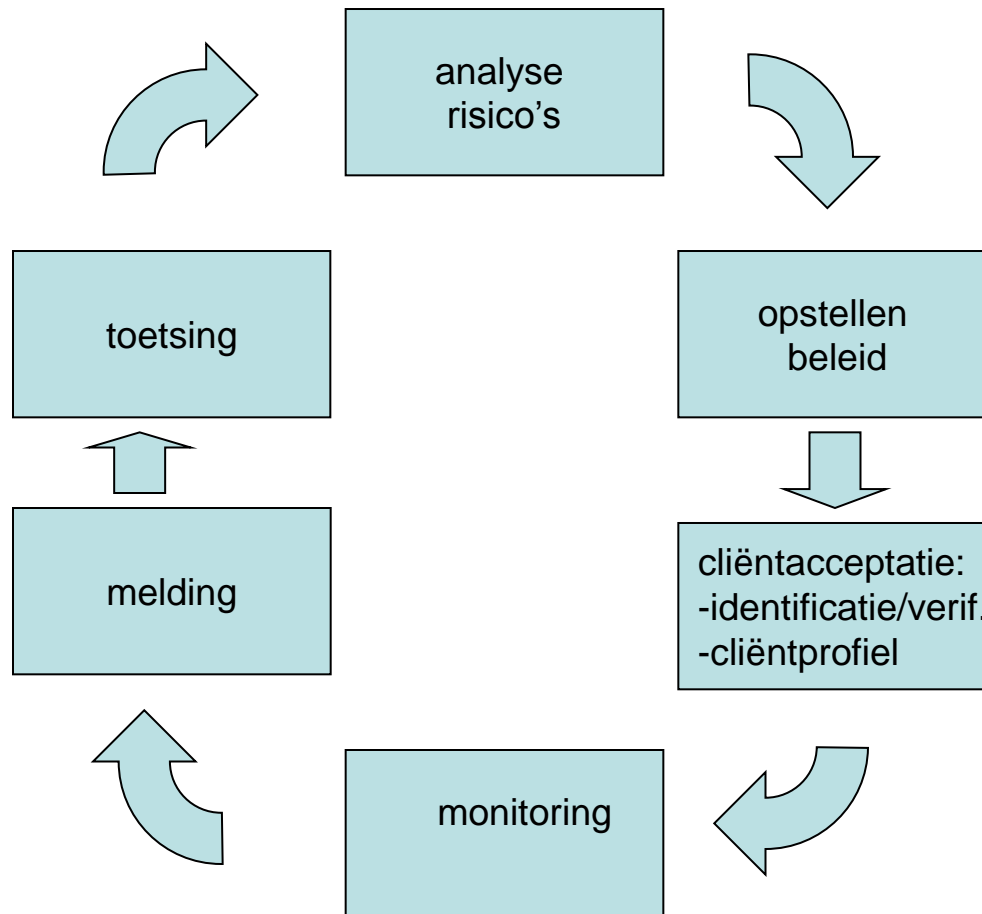 analyse
risico’s
opstellen
beleid
cliëntacceptatie:
-identificatie/verif.
-cliëntprofiel
monitoring
melding
toetsing